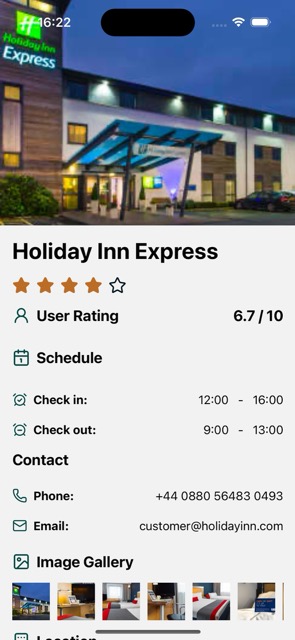 16:22
Holiday Inn
Express
Holiday Inn Express
User Rating
6.7 / 10
Schedule
Check in:
12:00 - 16:00
Check out:
9:00 - 13:00
Contact
Phone:
+44 0880 56483 0493
Email:
customer@holidayinn.com
Image Gallery
Location